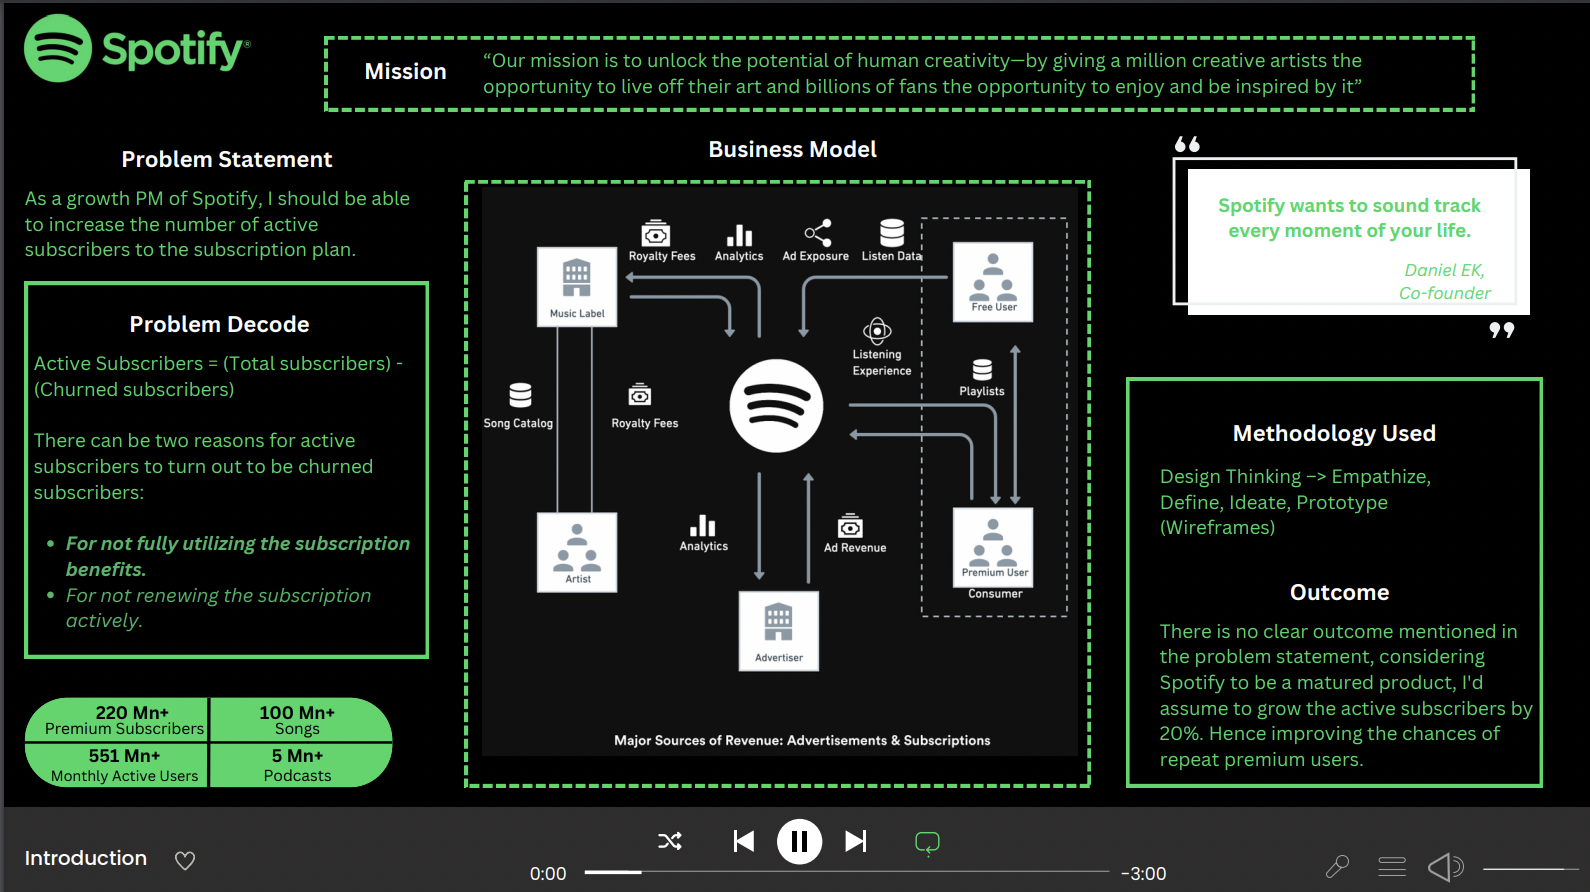 Spotify®
Mission
“Our mission is to unlock the potential of human creativity—by giving a million creative artists the
opportunity to live off their art and billions of fans the opportunity to enjoy and be inspired by it”
Problem Statement
As a growth PM of Spotify, I should be able
to increase the number of active
subscribers to the subscription plan.
Problem Decode
Active Subscribers = (Total subscribers) -
(Churned subscribers)
There can be two reasons for active
subscribers to turn out to be churned
subscribers:
• For not fully utilizing the subscription
benefits.
• For not renewing the subscription
actively.
220 Mn+
Premium Subscribers
100 Mn+
Songs
551 Mn+
Monthly Active Users
5 Mn+
Podcasts
Business Model
Royalty Fees
Analytics
Ad Exposure
Listen Data
Music Label
Free User
Listening
Experience
Playlists
Song Catalog
Royalty Fees
Analytics
Ad Revenue
Artist
Premium User
Consumer
Advertiser
Major Sources of Revenue: Advertisements & Subscriptions
“
Spotify wants to sound track
every moment of your life.
Daniel EK,
Co-founder
”
Methodology Used
Design Thinking –> Empathize,
Define, Ideate, Prototype
(Wireframes)
Outcome
There is no clear outcome mentioned in
the problem statement, considering
Spotify to be a matured product, I'd
assume to grow the active subscribers by
20%. Hence improving the chances of
repeat premium users.
Introduction
0:00
–3:00